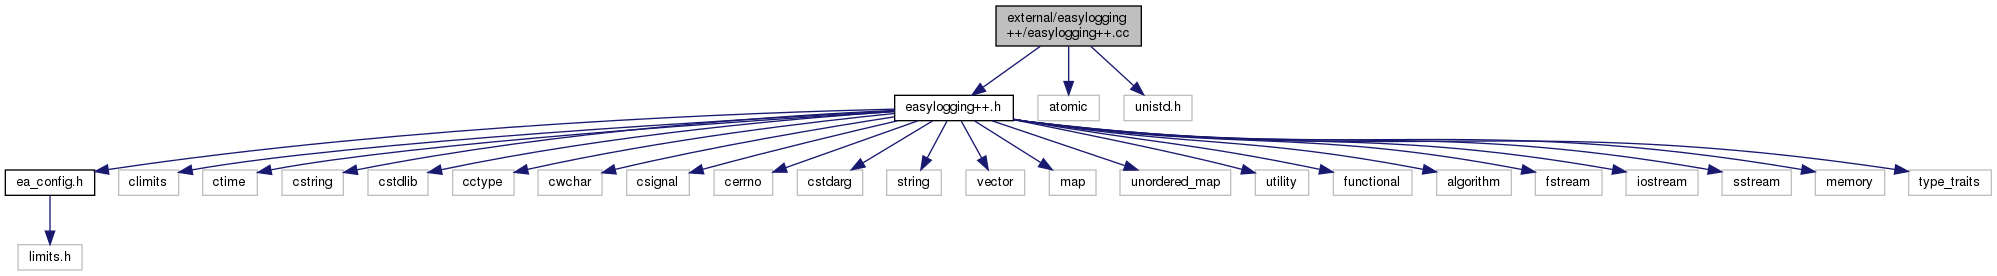 external/easylogging
++/easylogging++.cc
easylogging++.h
atomic
unistd.h
ea_config.h
climits
ctime
cstring
cstdlib
cctype
cwchar
csignal
cerrno
cstdarg
string
vector
map
unordered_map
utility
functional
algorithm
fstream
iostream
sstream
memory
type_traits
limits.h